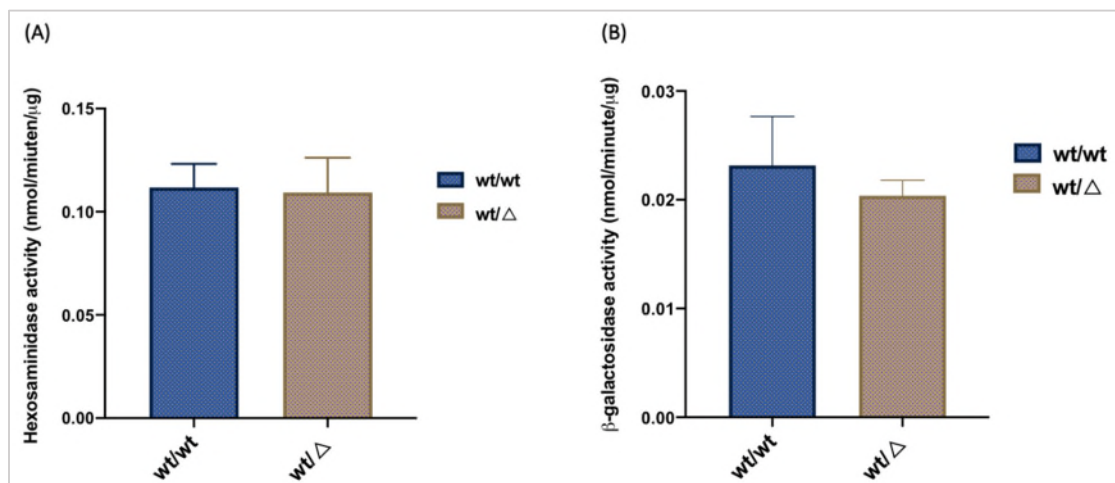 (A)
Hexosaminidase activity (nmol/miuten/μg)
0.15
0.10
0.05
0.00
wt/wt
wt/△
wt/wt
wt/△
(B)
β-galactosidase activity (nmol/minute/μg)
0.03
0.02
0.01
0.00
wt/wt
wt/△
wt/wt
wt/△